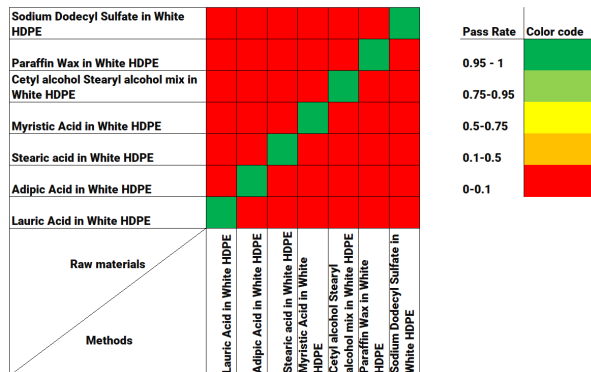 Sodium Dodecyl Sulfate in White
HDPE
Paraffin Wax in White HDPE
Cetyl alcohol Stearyl alcohol mix in
White HDPE
Myristic Acid in White HDPE
Stearic acid in White HDPE
Adipic Acid in White HDPE
Lauric Acid in White HDPE
Raw materials
Methods
Lauric Acid in White HDPE
Adipic Acid in White HDPE
Stearic acid in White HDPE
Myristic Acid in White
HDPE
Cetyl alcohol Stearyl
alcohol mix in White HDPE
Paraffin Wax in White
HDPE
Sodium Dodecyl Sulfate in
White HDPE
Pass Rate Color code
0.95 - 1
0.75-0.95
0.5-0.75
0.1-0.5
0-0.1